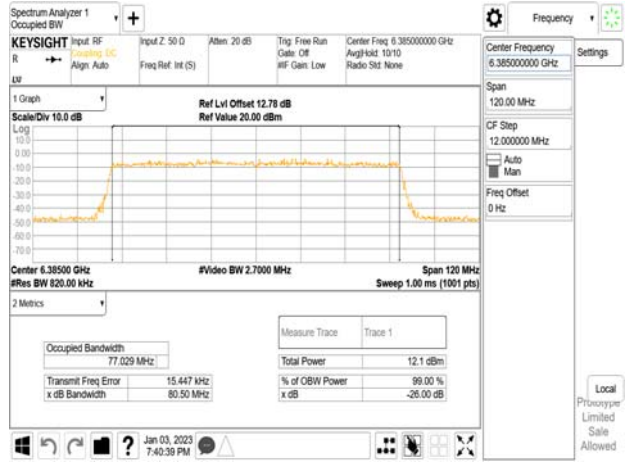 Spectrum Analyzer 1
Occupied BW
+
Frequency
KEYSIGHT
R
Input: RF
Coupling: DC
Align: Auto
Input Z: 50 Ω
Freq Ref: Int (S)
Atten: 20 dB
Trig: Free Run
Gate: Off
#IF Gain: Low
Center Freq: 6.385000000 GHz
Avg|Hold: 10/10
Radio Std: None
LXI
Center Frequency
6.385000000 GHz
Settings
Span
120.00 MHz
CF Step
12.000000 MHz
Auto
Man
Freq Offset
0 Hz
1 Graph
Scale/Div 10.0 dB
Ref Lvl Offset 12.78 dB
Ref Value 20.00 dBm
Log
10.0
0.00
-10.0
-20.0
-30.0
-40.0
-50.0
-60.0
-70.0
Center 6.38500 GHz
#Res BW 820.00 kHz
#Video BW 2.7000 MHz
Span 120 MHz
Sweep 1.00 ms (1001 pts)
2 Metrics
Measure Trace Trace 1
Occupied Bandwidth
77.029 MHz
Total Power 12.1 dBm
Transmit Freq Error 15.447 kHz
% of OBW Power 99.00 %
x dB Bandwidth 80.50 MHz
x dB -26.00 dB
Local
Prototype
Limited
Sale
Allowed
?
Jan 03, 2023
7:40:39 PM